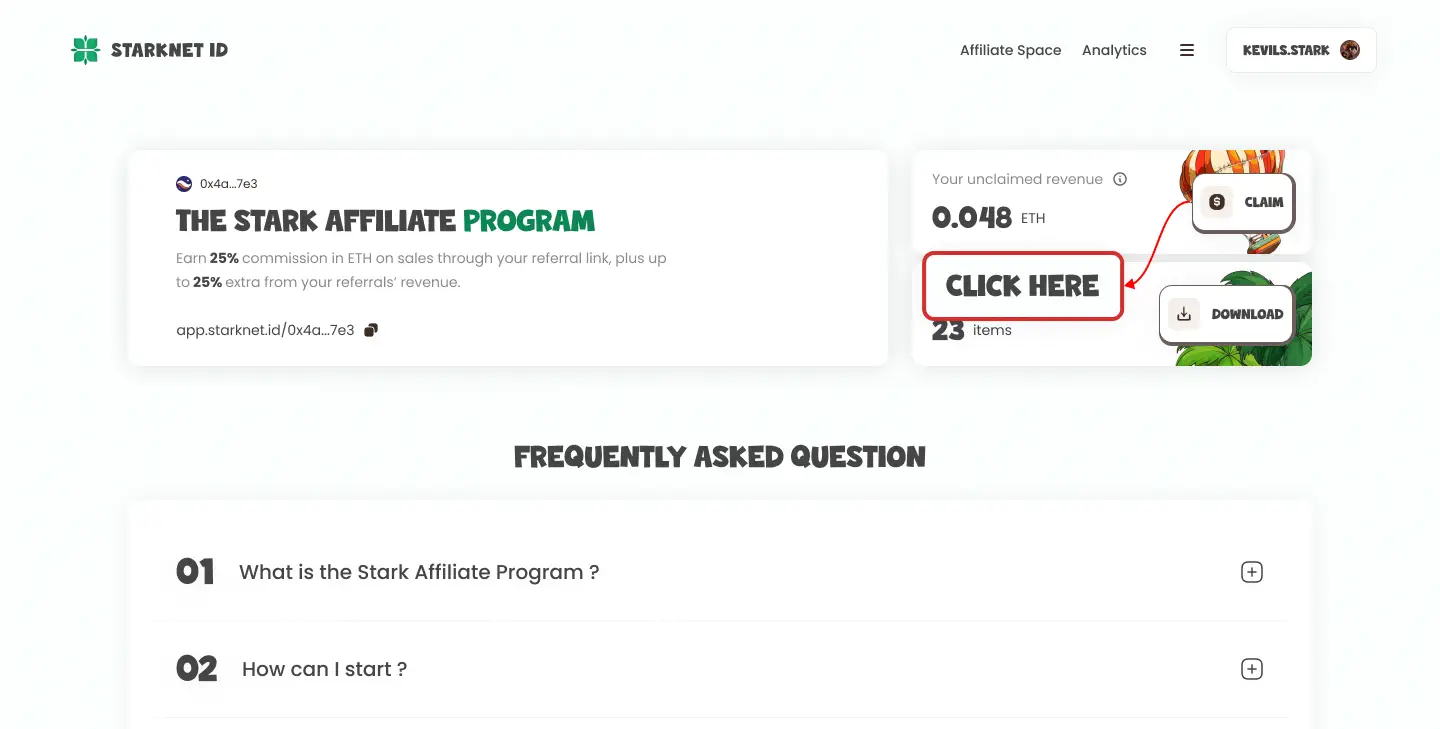 STARKNET ID
Affiliate Space
Analytics
KEVILS.STARK
0x4a...7e3
THE STARK AFFILIATE PROGRAM
Earn 25% commission in ETH on sales through your referral link, plus up
to 25% extra from your referrals' revenue.
app.starknet.id/0x4a...7e3
Your unclaimed revenue
0.048 ETH
CLAIM
CLICK HERE
23 items
DOWNLOAD
FREQUENTLY ASKED QUESTION
01 What is the Stark Affiliate Program ?
02 How can I start ?